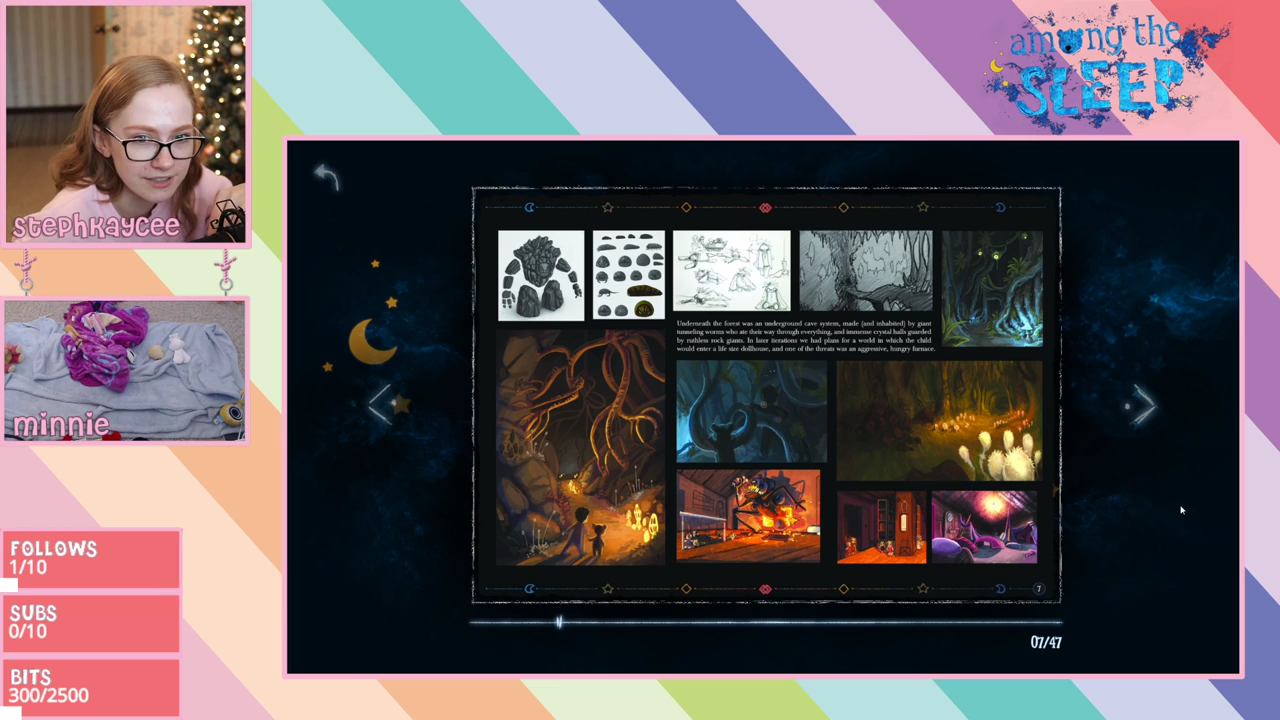 among the
SLEEP
stephkaycee
minnie
Underneath the forest was an underground cave system, made (and inhabited) by giant
tunneling worms who ate their way through everything, and immense crystal halls guarded
by ruthless rock giants. In later iterations we had plans for a world in which the child
would enter a life size dollhouse, and one of the threats was an aggressive, hungry furnace.
7
07/47
FOLLOWS
1/10
SUBS
0/10
BITS
300/2500